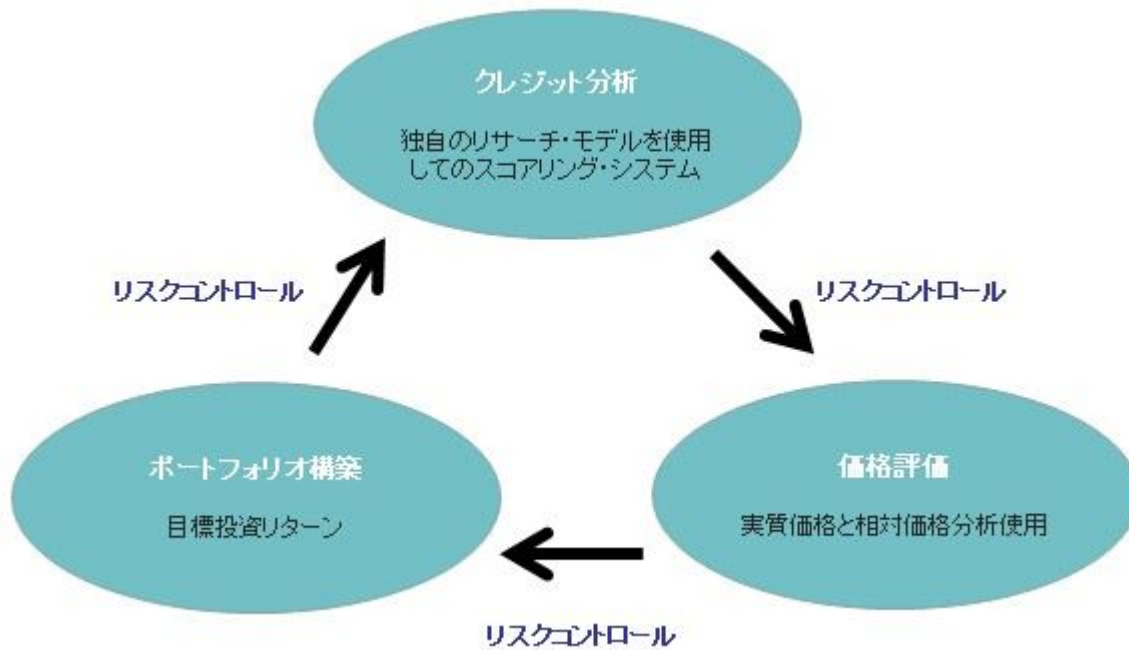 クレジット分析
独自のリサーチ・モデルを使用
してのスコアリング・システム
リスクコントロール
リスクコントロール
ポートフォリオ構築
目標投資リターン
価格評価
実質価格と相対価格分析使用
リスクコントロール